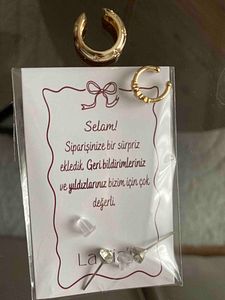 Selam!
Siparişinize bir sürpriz
ekledik. Geri bildirimleriniz
ve yıldızlarınız bizim için çok
değerli.